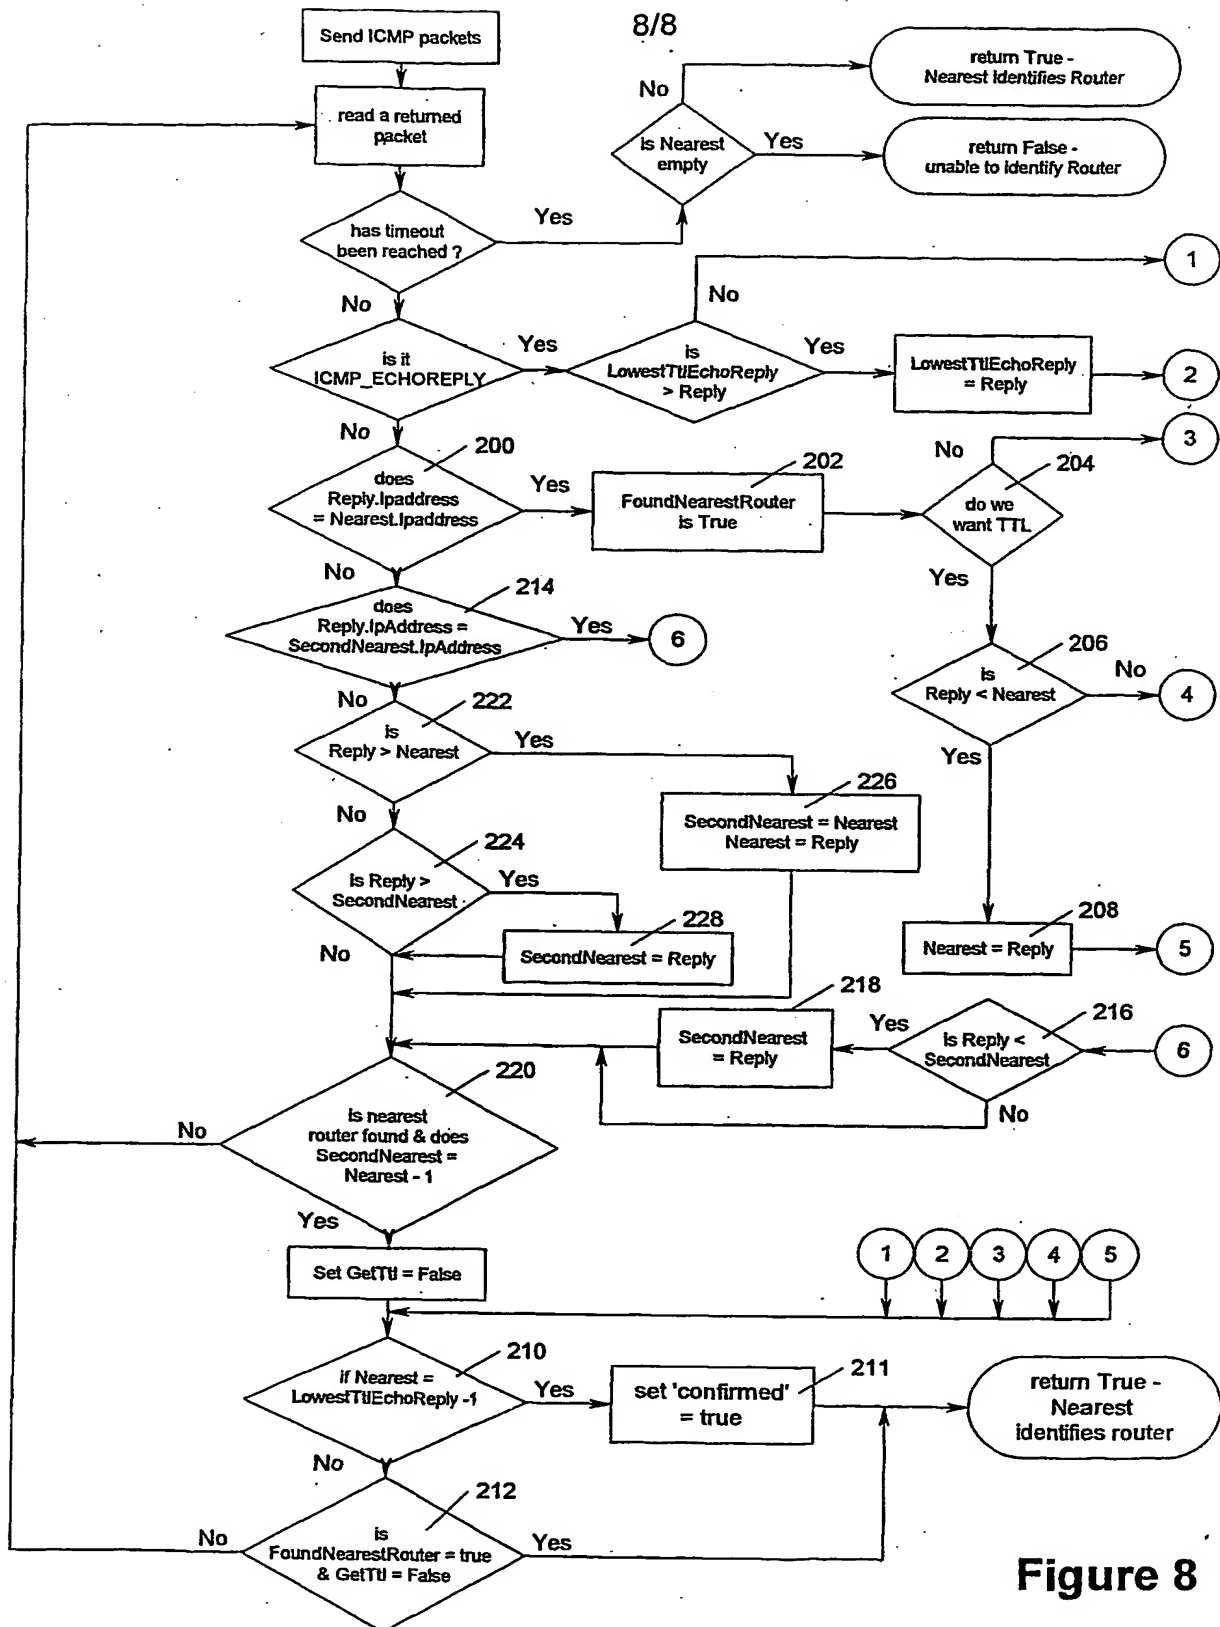 8/8
Send ICMP packets
read a returned
packet
has timeout
been reached ?
Yes
No
is Nearest
empty
No
return True -
Nearest Identifies Router
Yes
return False -
unable to identify Router
is it
ICMP_ECHOREPLY
Yes
No
is
LowestTtlEchoReply
> Reply
No
1
Yes
LowestTtlEchoReply
= Reply
2
200
does
Reply.Ipaddress
= Nearest.Ipaddress
Yes
No
202
FoundNearestRouter
is True
204
do we
want TTL
No
3
Yes
206
is
Reply < Nearest
No
4
Yes
208
Nearest = Reply
5
214
does
Reply.IpAddress =
SecondNearest.IpAddress
Yes
6
No
222
is
Reply > Nearest
Yes
No
226
SecondNearest = Nearest
Nearest = Reply
224
is Reply >
SecondNearest
Yes
No
228
SecondNearest = Reply
218
SecondNearest
= Reply
Yes
216
is Reply <
SecondNearest
6
No
220
is nearest
router found & does
SecondNearest =
Nearest - 1
No
Yes
Set GetTtl = False
1
2
3
4
5
210
if Nearest =
LowestTtlEchoReply -1
Yes
No
211
set 'confirmed'
= true
return True -
Nearest
identifies router
212
is
FoundNearestRouter = true
& GetTtl = False
No
Yes
Figure 8